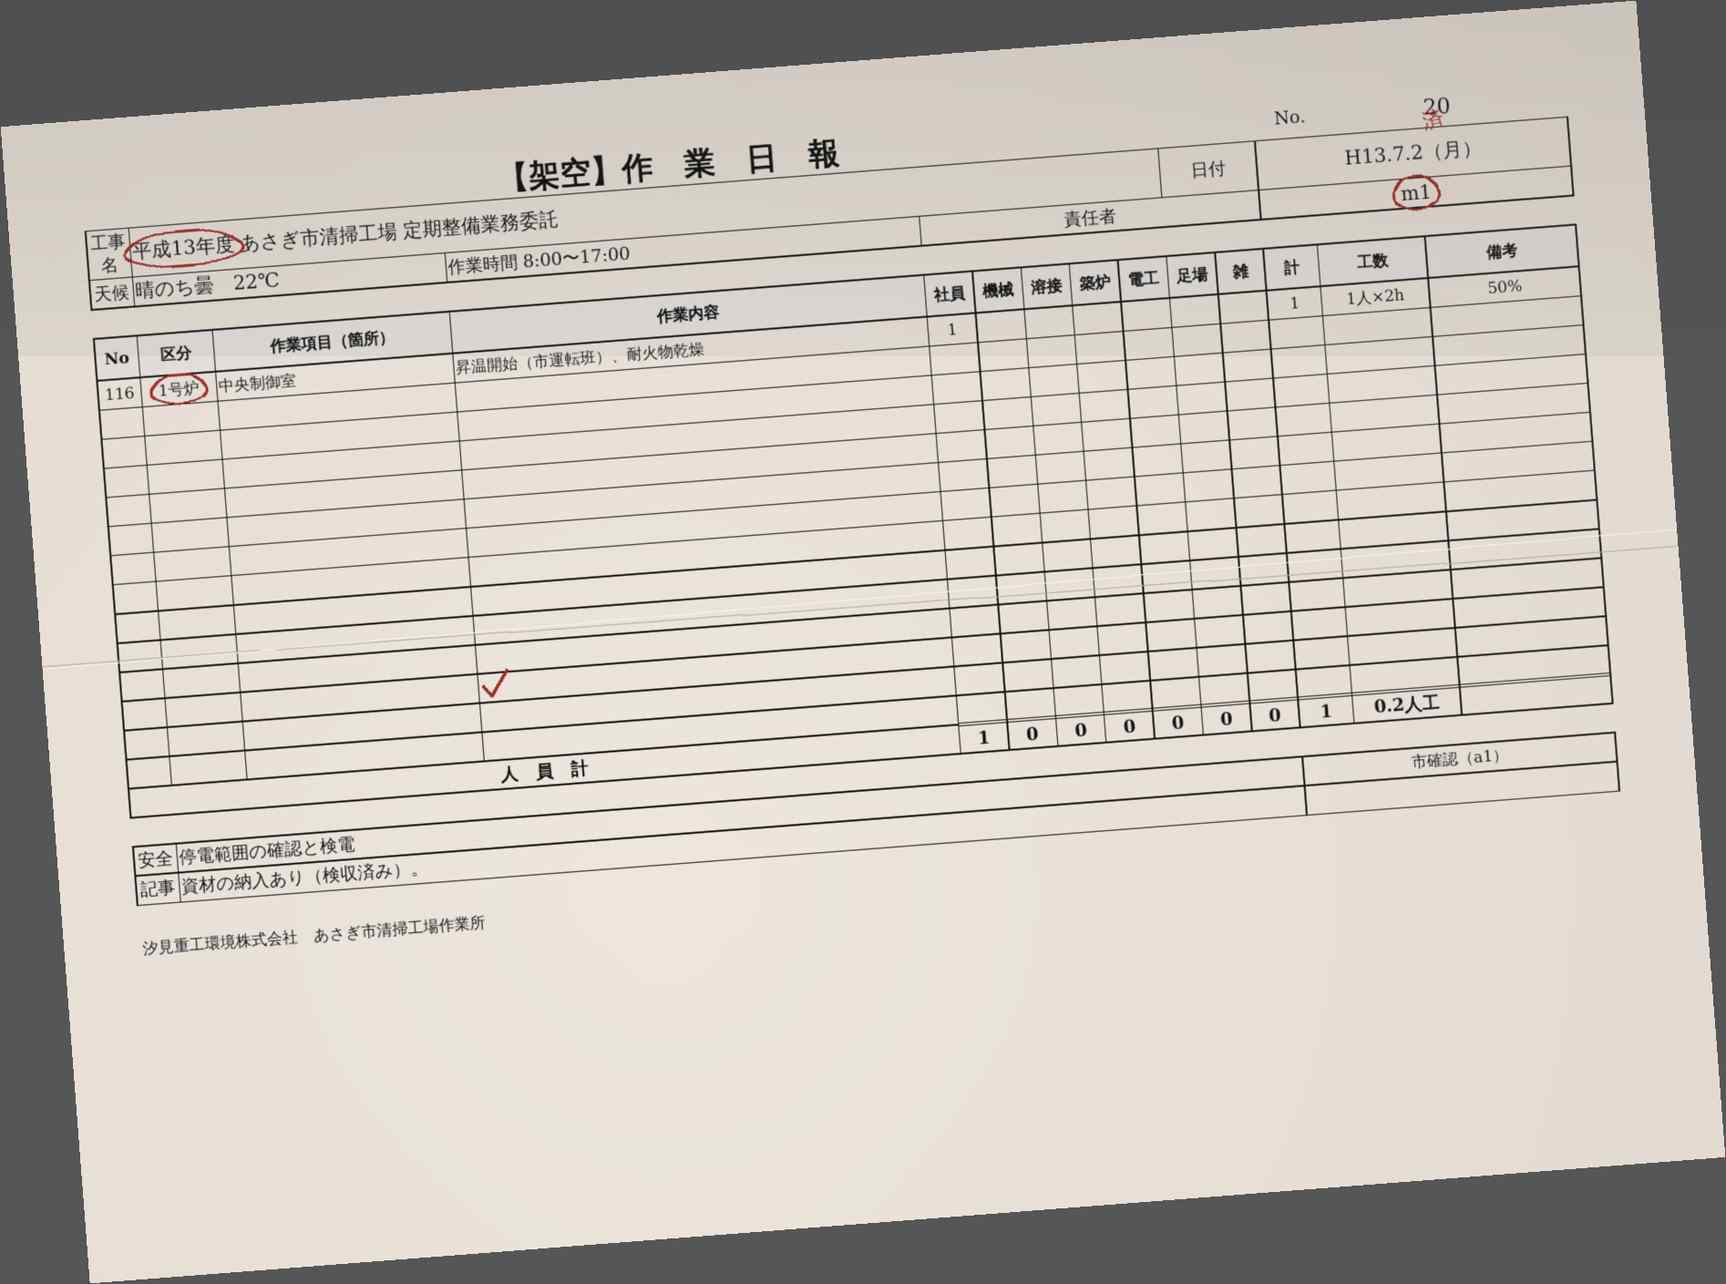 No. 20
済
【架空】作 業 日 報
工事名 平成13年度 あさぎ市清掃工場 定期整備業務委託 日付 H13.7.2（月）
天候 晴のち曇 22℃ 作業時間 8:00〜17:00 責任者 m1
No 区分 作業項目（箇所） 作業内容 社員 機械 溶接 築炉 電工 足場 雑 計 工数 備考
116 1号炉 中央制御室 昇温開始（市運転班）、耐火物乾燥 1 1 1人×2h 50%
人 員 計 1 0 0 0 0 0 0 1 0.2人工
安全 停電範囲の確認と検電 市確認（a1）
記事 資材の納入あり（検収済み）。
汐見重工環境株式会社 あさぎ市清掃工場作業所